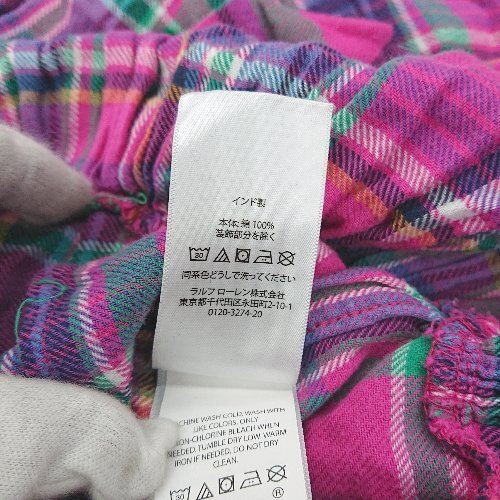 インド製
本体: 綿 100%
装飾部分を除く
30
同系色どうしで洗ってください
ラルフ ローレン株式会社
東京都千代田区永田町2-10-1
0120-3274-20
CHINE WASH COLD, WASH WITH
LIKE COLORS, ONLY
NON-CHLORINE BLEACH WHEN
NEEDED, TUMBLE DRY LOW, WARM
IRON IF NEEDED. DO NOT DRY
CLEAN.
30
®